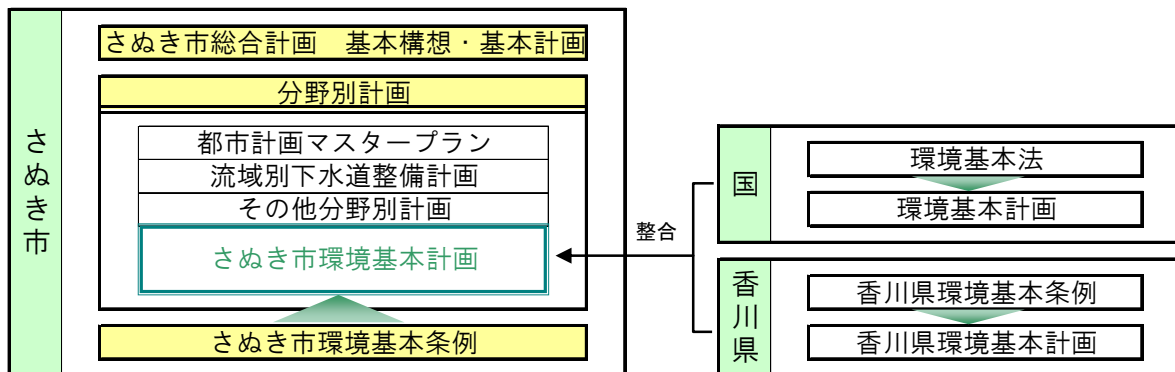 さぬき市
さぬき市総合計画　基本構想・基本計画
分野別計画
都市計画マスタープラン
流域別下水道整備計画
その他分野別計画
さぬき市環境基本計画
さぬき市環境基本条例
整合
国
環境基本法
環境基本計画
香川県
香川県環境基本条例
香川県環境基本計画